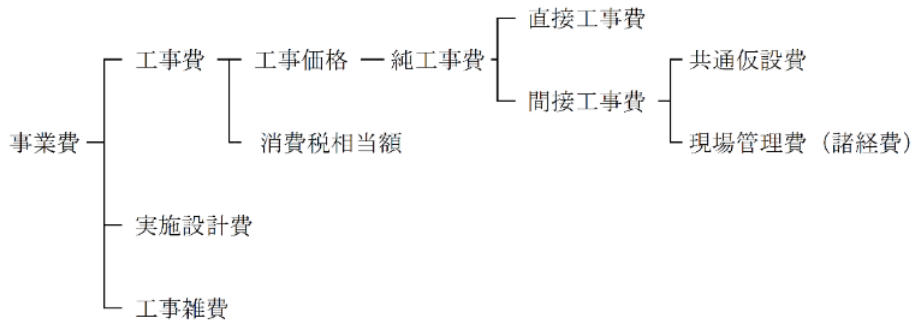 直接工事費
工事費
工事価格
純工事費
共通仮設費
間接工事費
事業費
消費税相当額
現場管理費（諸経費）
実施設計費
工事雑費